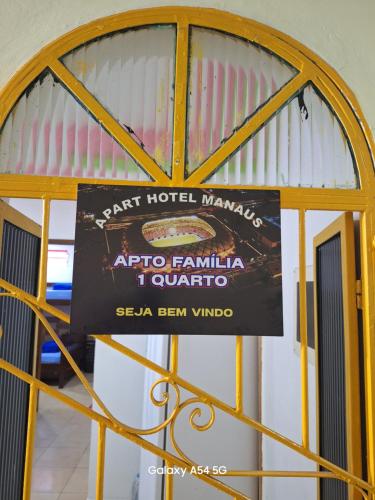 APART HOTEL MANAUS
APTO FAMÍLIA
1 QUARTO
SEJA BEM VINDO
Galaxy A54 5G